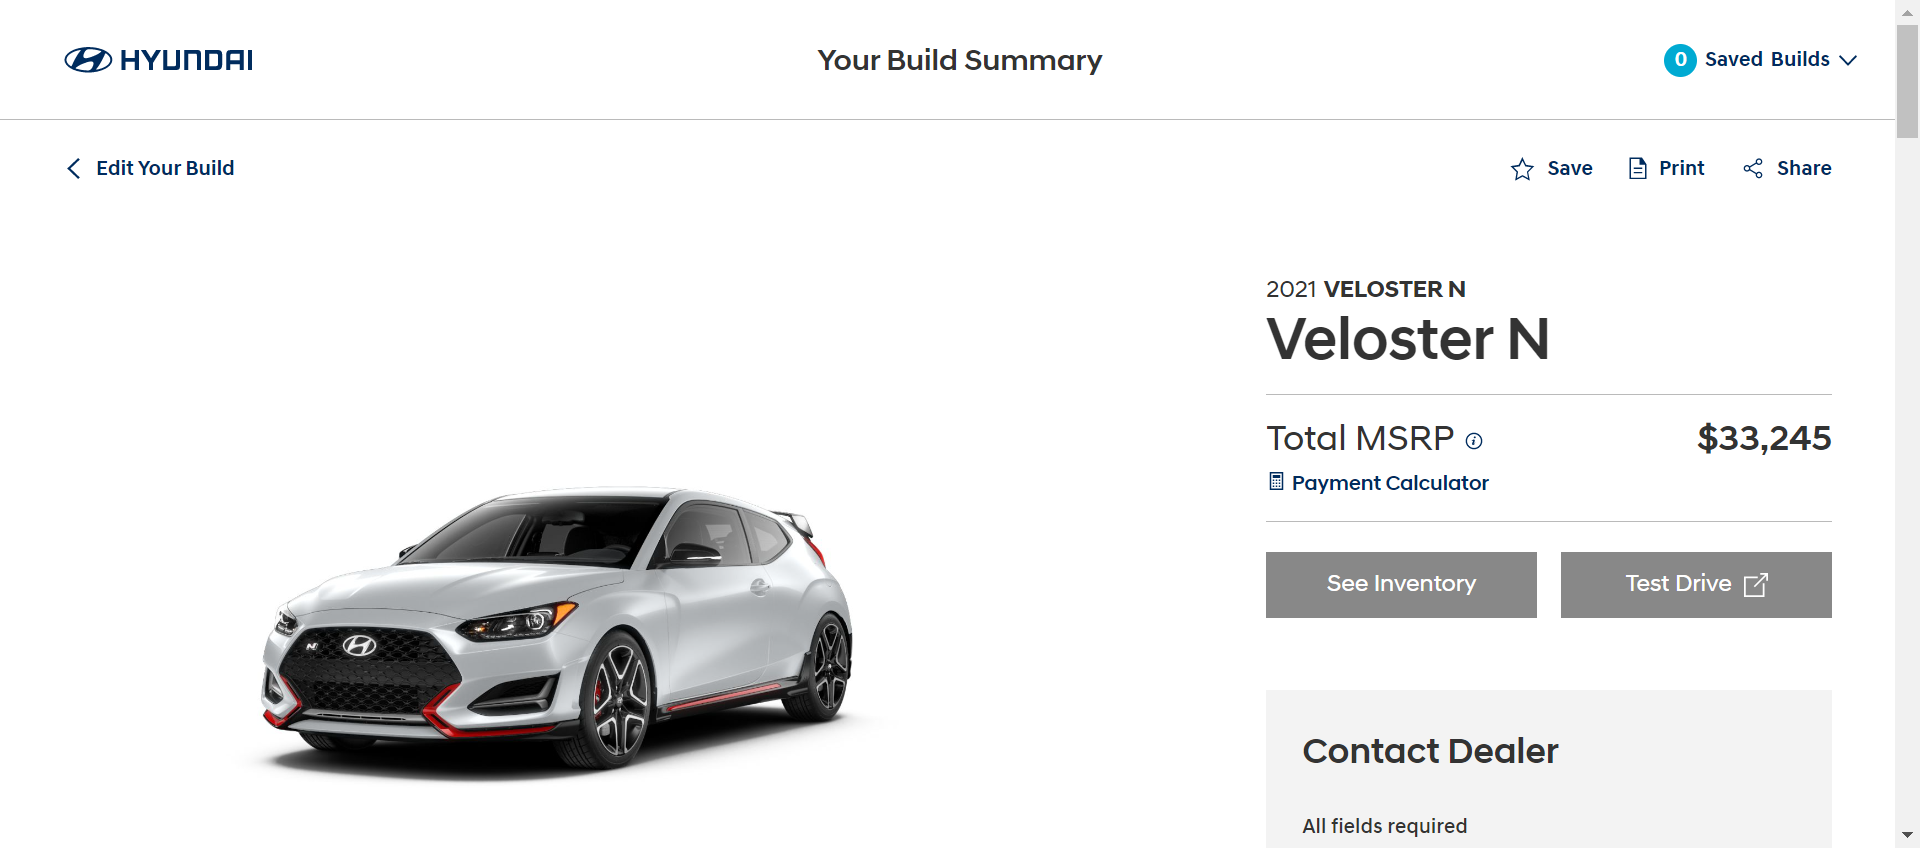 HYUNDAI
Your Build Summary
0 Saved Builds
Edit Your Build
Save
Print
Share
2021 VELOSTER N
Veloster N
Total MSRP
$33,245
Payment Calculator
See Inventory
Test Drive
Contact Dealer
All fields required